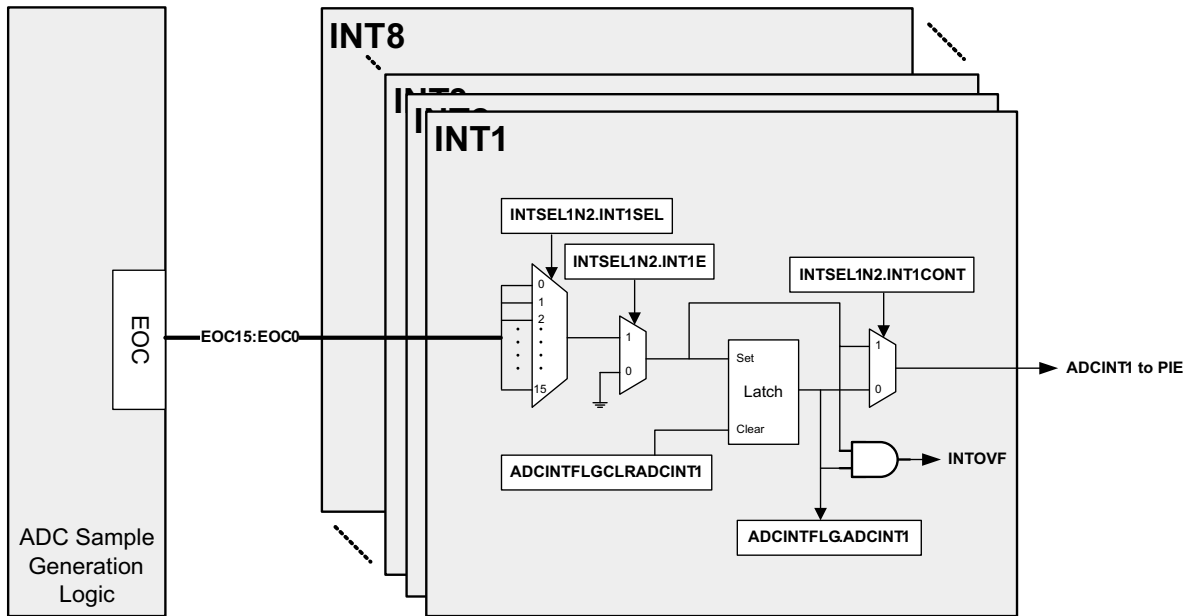 INT8
INT1
INTSEL1N2.INT1SEL
INTSEL1N2.INT1E
INTSEL1N2.INT1CONT
0
1
2
15
1
0
Set
Latch
Clear
1
0
EOC
EOC15:EOC0
ADCINT1 to PIE
INTOVF
ADCINTFLGCLRADCINT1
ADCINTFLG.ADCINT1
ADC Sample
Generation
Logic